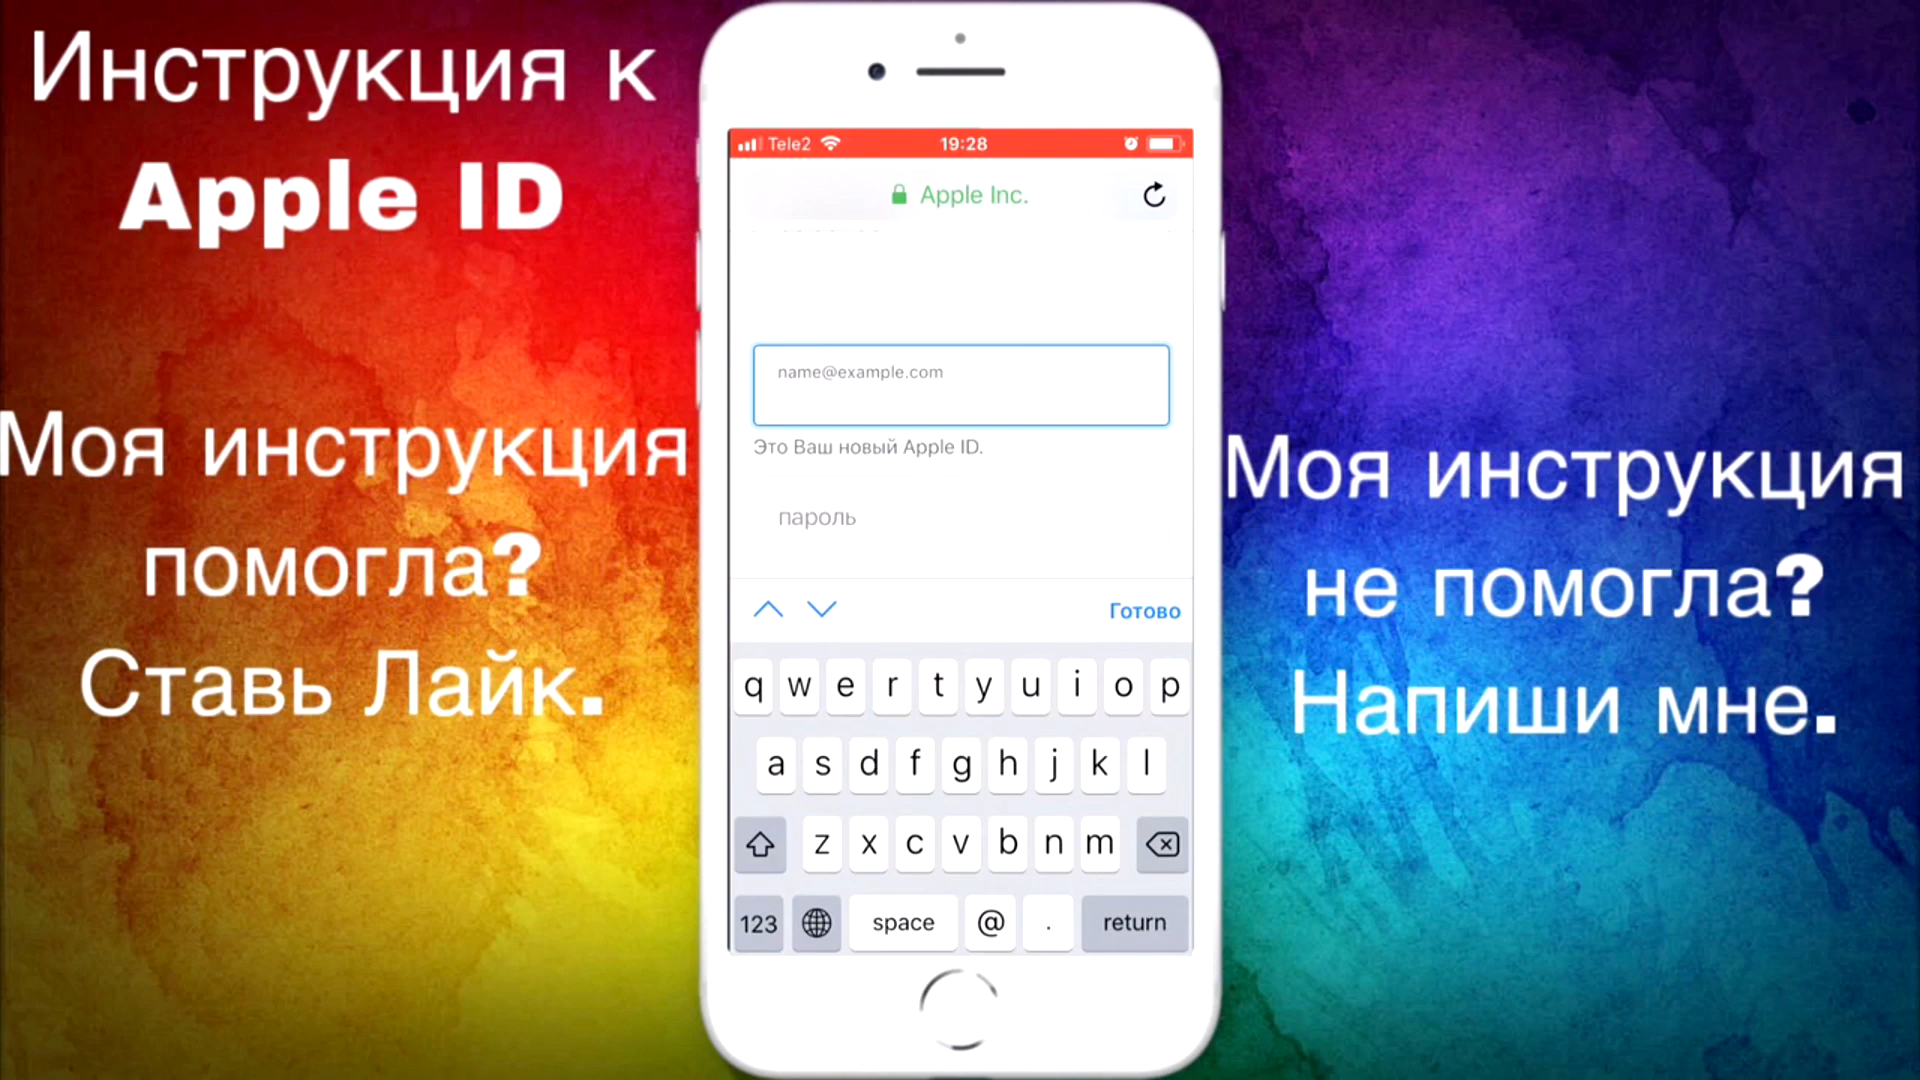 Инструкция к
Apple ID
Моя инструкция
помогла?
Ставь Лайк.
Tele2
19:28
Apple Inc.
name@example.com
Это Ваш новый Apple ID.
пароль
Готово
q w e r t y u i o p
a s d f g h j k l
z x c v b n m
123 space @ . return
Моя инструкция
не помогла?
Напиши мне.